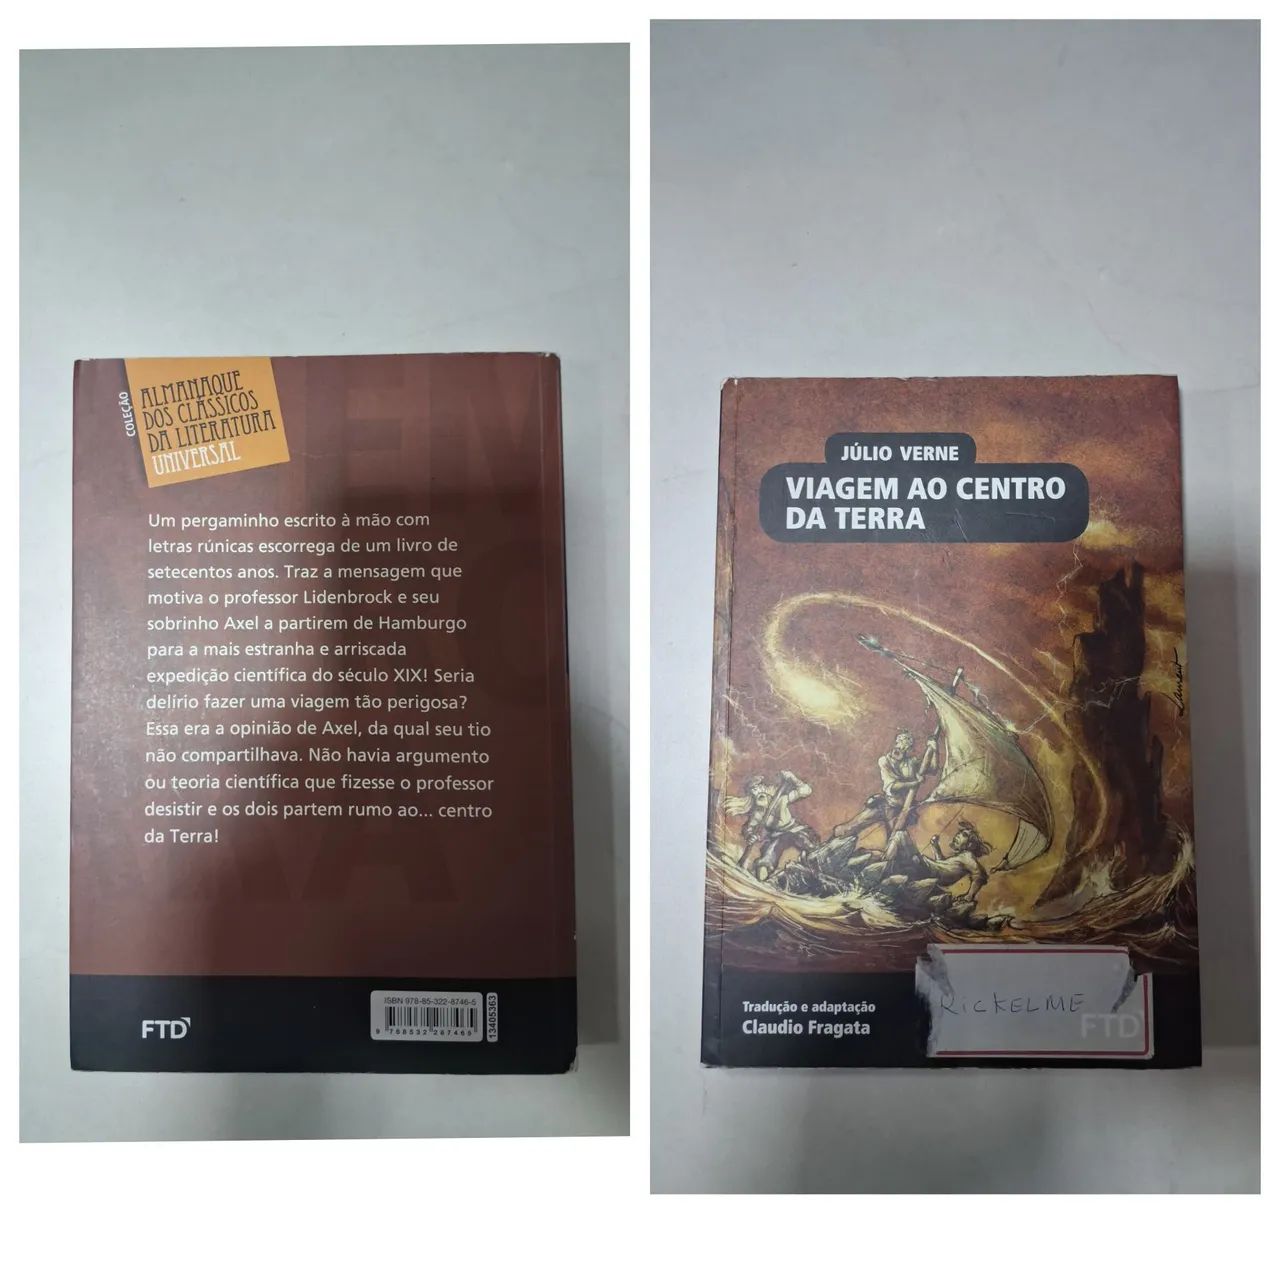 COLEÇÃO
ALMANAQUE
DOS CLÁSSICOS
DA LITERATURA
UNIVERSAL
Um pergaminho escrito à mão com
letras rúnicas escorrega de um livro de
setecentos anos. Traz a mensagem que
motiva o professor Lidenbrock e seu
sobrinho Axel a partirem de Hamburgo
para a mais estranha e arriscada
expedição científica do século XIX! Seria
delírio fazer uma viagem tão perigosa?
Essa era a opinião de Axel, da qual seu tio
não compartilhava. Não havia argumento
ou teoria científica que fizesse o professor
desistir e os dois partem rumo ao... centro
da Terra!
FTD
ISBN 978-85-322-8746-5
9 788532 287465
13405363
JÚLIO VERNE
VIAGEM AO CENTRO
DA TERRA
Laurent
Tradução e adaptação
Claudio Fragata
RICKELME
FTD